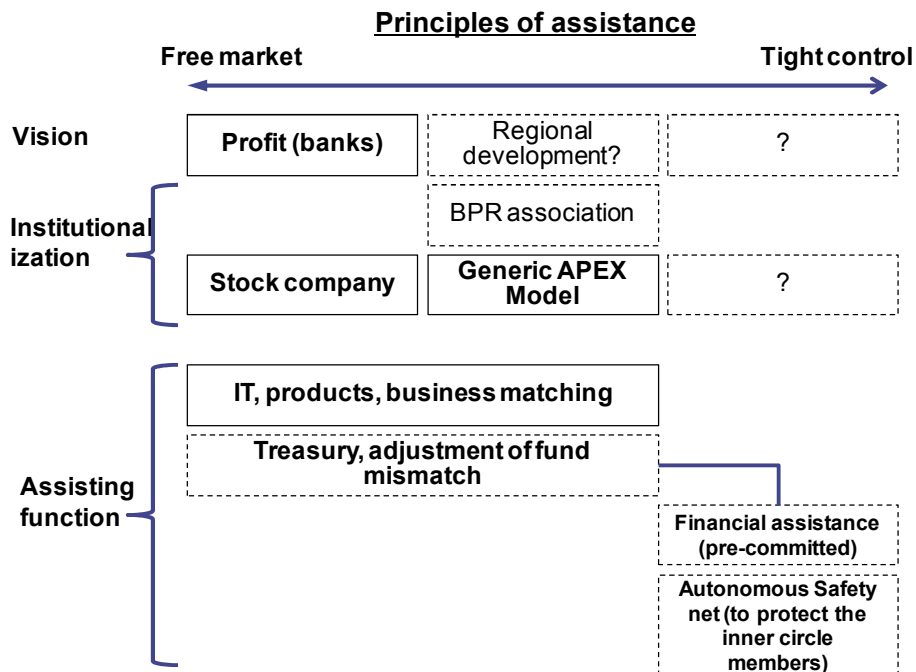 Principles of assistance
Free market
Tight control
Vision
Profit (banks)
Regional
development?
?
BPR association
Institutional
ization
Stock company
Generic APEX
Model
?
IT, products, business matching
Treasury, adjustment of fund
mismatch
Assisting
function
Financial assistance
(pre-committed)
Autonomous Safety
net (to protect the
inner circle
members)